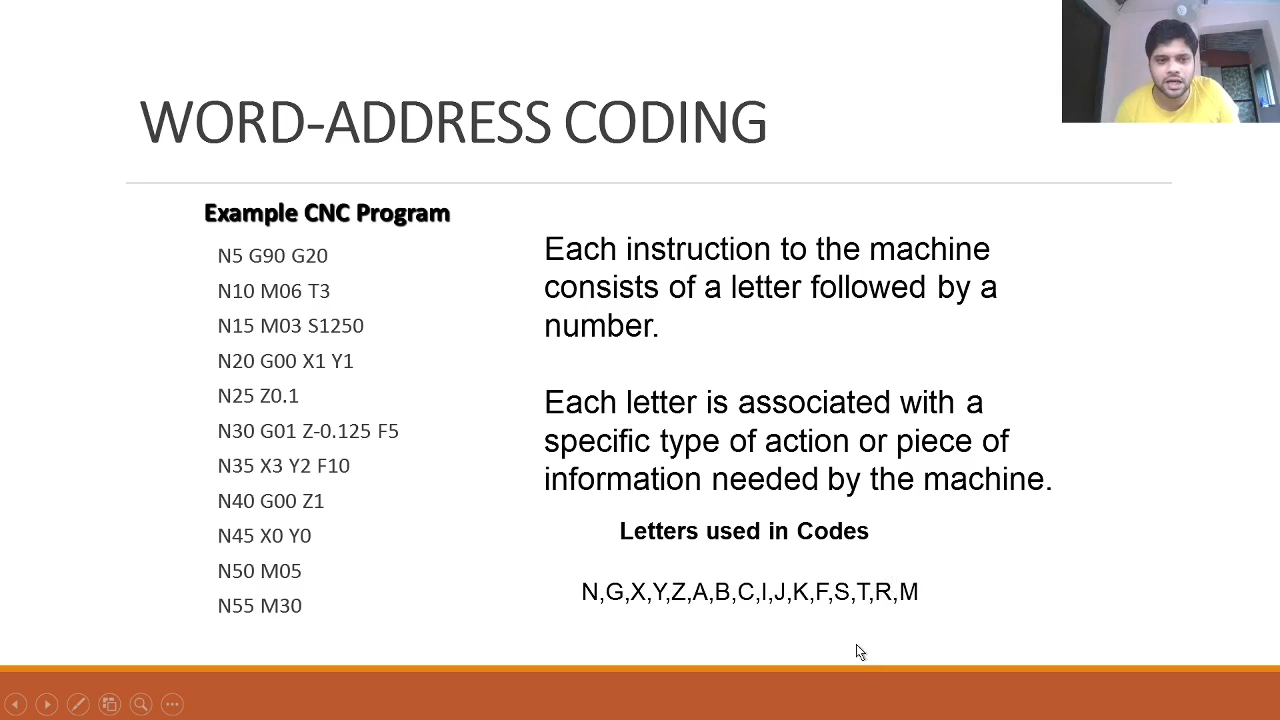 WORD-ADDRESS CODING
Example CNC Program
N5 G90 G20
N10 M06 T3
N15 M03 S1250
N20 G00 X1 Y1
N25 Z0.1
N30 G01 Z-0.125 F5
N35 X3 Y2 F10
N40 G00 Z1
N45 X0 Y0
N50 M05
N55 M30
Each instruction to the machine
consists of a letter followed by a
number.
Each letter is associated with a
specific type of action or piece of
information needed by the machine.
Letters used in Codes
N,G,X,Y,Z,A,B,C,I,J,K,F,S,T,R,M